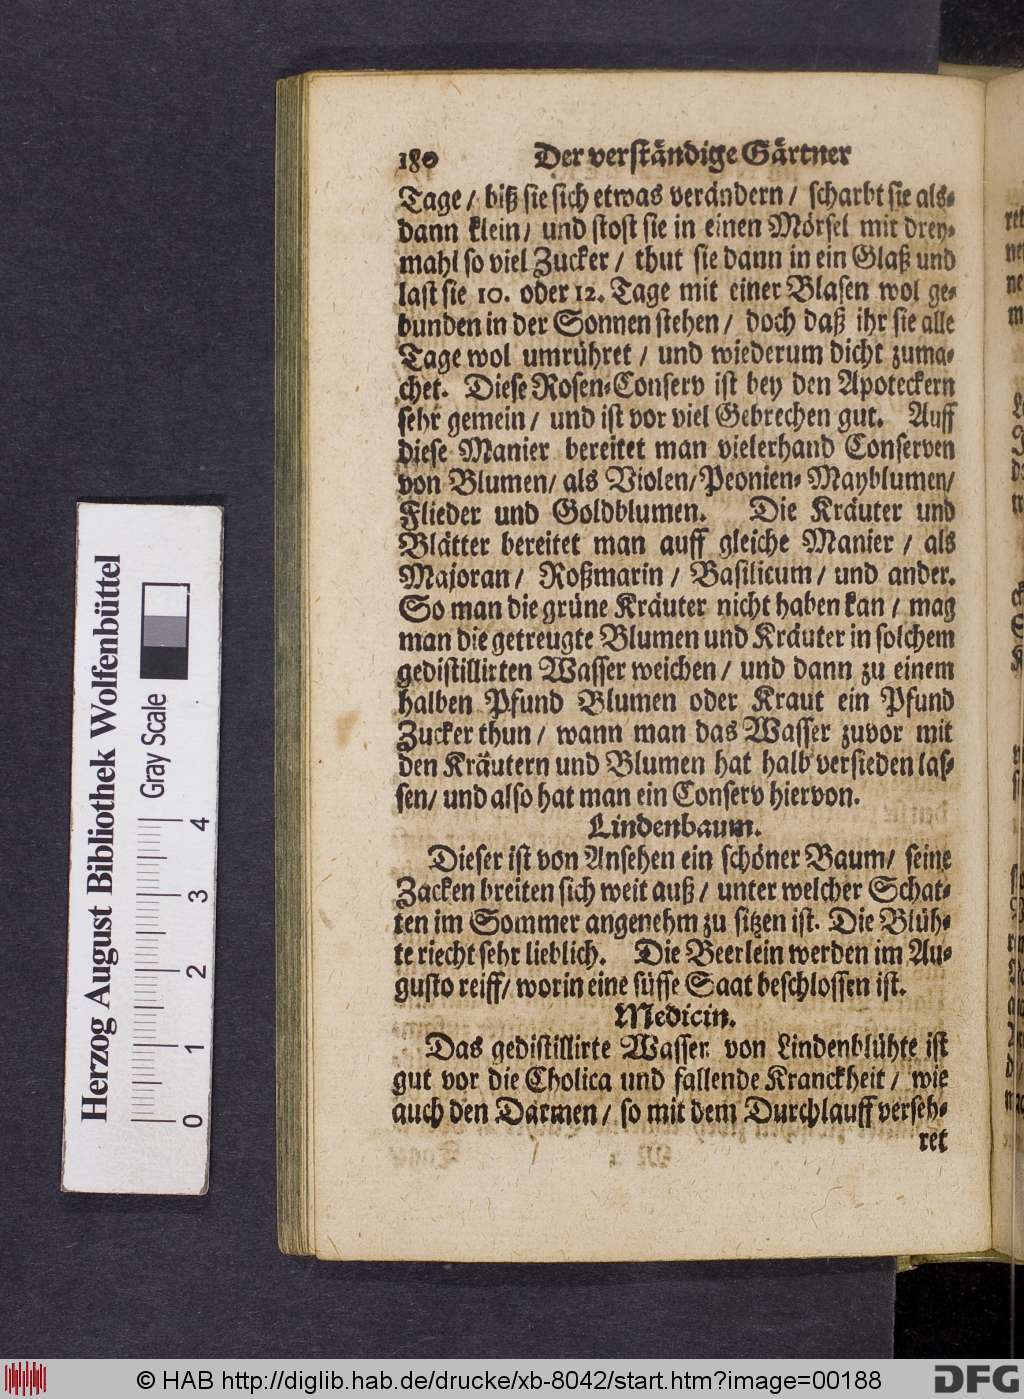 180 Der verständige Gärtner
Tage / biß sie sich etwas verändern / scharbt sie als-
dann klein / und stost sie in einen Mörsel mit drey-
mahl so viel Zucker / thut sie dann in ein Glaß und
last sie 10. oder 12. Tage mit einer Blasen wol ge-
bunden in der Sonnen stehen / doch daß ihr sie alle
Tage wol umrühret / und wiederum dicht zuma-
chet. Diese Rosen-Conserv ist bey den Apoteckern
sehr gemein / und ist vor viel Gebrechen gut. Auff
diese Manier bereitet man vielerhand Conserven
von Blumen / als Violen / Peonien- Mayblumen /
Flieder und Goldblumen. Die Kräuter und
Blätter bereitet man auff gleiche Manier / als
Majoran / Roßmarin / Basilicum / und ander.
So man die grüne Kräuter nicht haben kan / mag
man die getreugte Blumen und Kräuter in solchem
gedistillirten Wasser weichen / und dann zu einem
halben Pfund Blumen oder Kraut ein Pfund
Zucker thun / wann man das Wasser zuvor mit
den Kräutern und Blumen hat halb versieden las-
sen / und also hat man ein Conserv hiervon.
Lindenbaum.
Dieser ist von Ansehen ein schöner Baum / seine
Zacken breiten sich weit auß / unter welcher Schat-
ten im Sommer angenehm zu sitzen ist. Die Blüh-
te riecht sehr lieblich. Die Beerlein werden im Au-
gusto reiff / worin eine süsse Saat beschlossen ist.
Medicin.
Das gedistillirte Wasser von Lindenblühte ist
gut vor die Cholica und fallende Kranckheit / wie
auch den Darmen / so mit dem Durchlauff verseh-
ret
Herzog August Bibliothek Wolfenbüttel
Gray Scale
0 1 2 3 4
© HAB http://diglib.hab.de/drucke/xb-8042/start.htm?image=00188
DFG